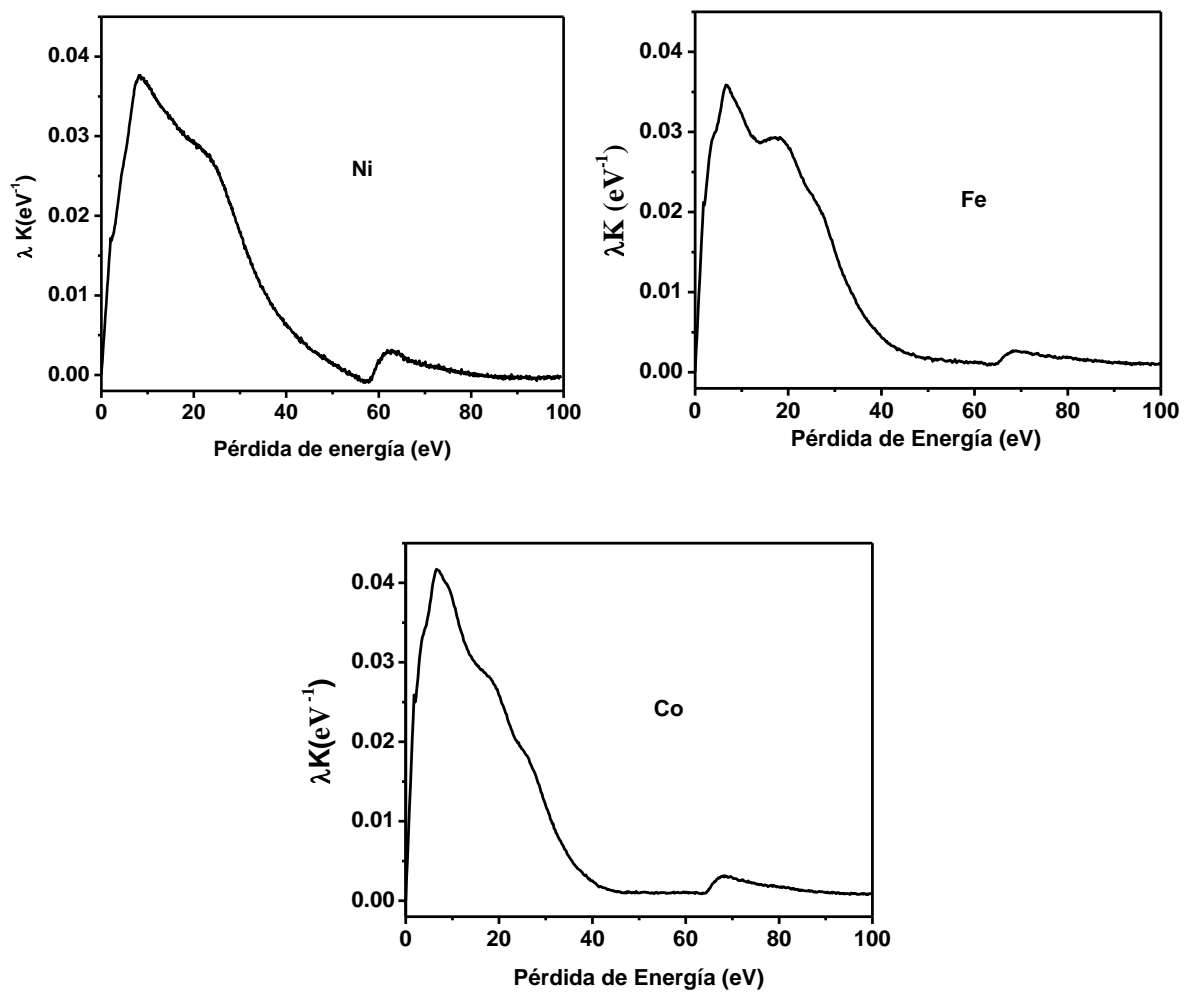 0.04
0.03
0.02
0.01
0.00
λ K(eV-1)
Ni
0 20 40 60 80 100
Pérdida de energía (eV)
0.04
0.03
0.02
0.01
0.00
λK (eV-1)
Fe
0 20 40 60 80 100
Pérdida de Energía (eV)
0.04
0.03
0.02
0.01
0.00
λK(eV-1)
Co
0 20 40 60 80 100
Pérdida de Energía (eV)